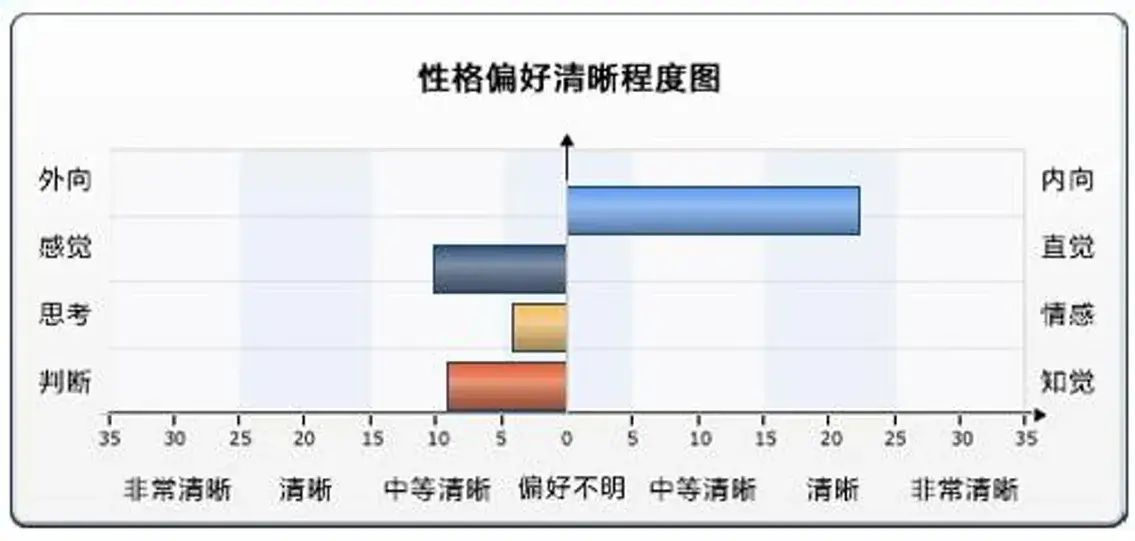 性格偏好清晰程度图
外向 内向
感觉 直觉
思考 情感
判断 知觉
35 30 25 20 15 10 5 0 5 10 15 20 25 30 35
非常清晰 清晰 中等清晰 偏好不明 中等清晰 清晰 非常清晰